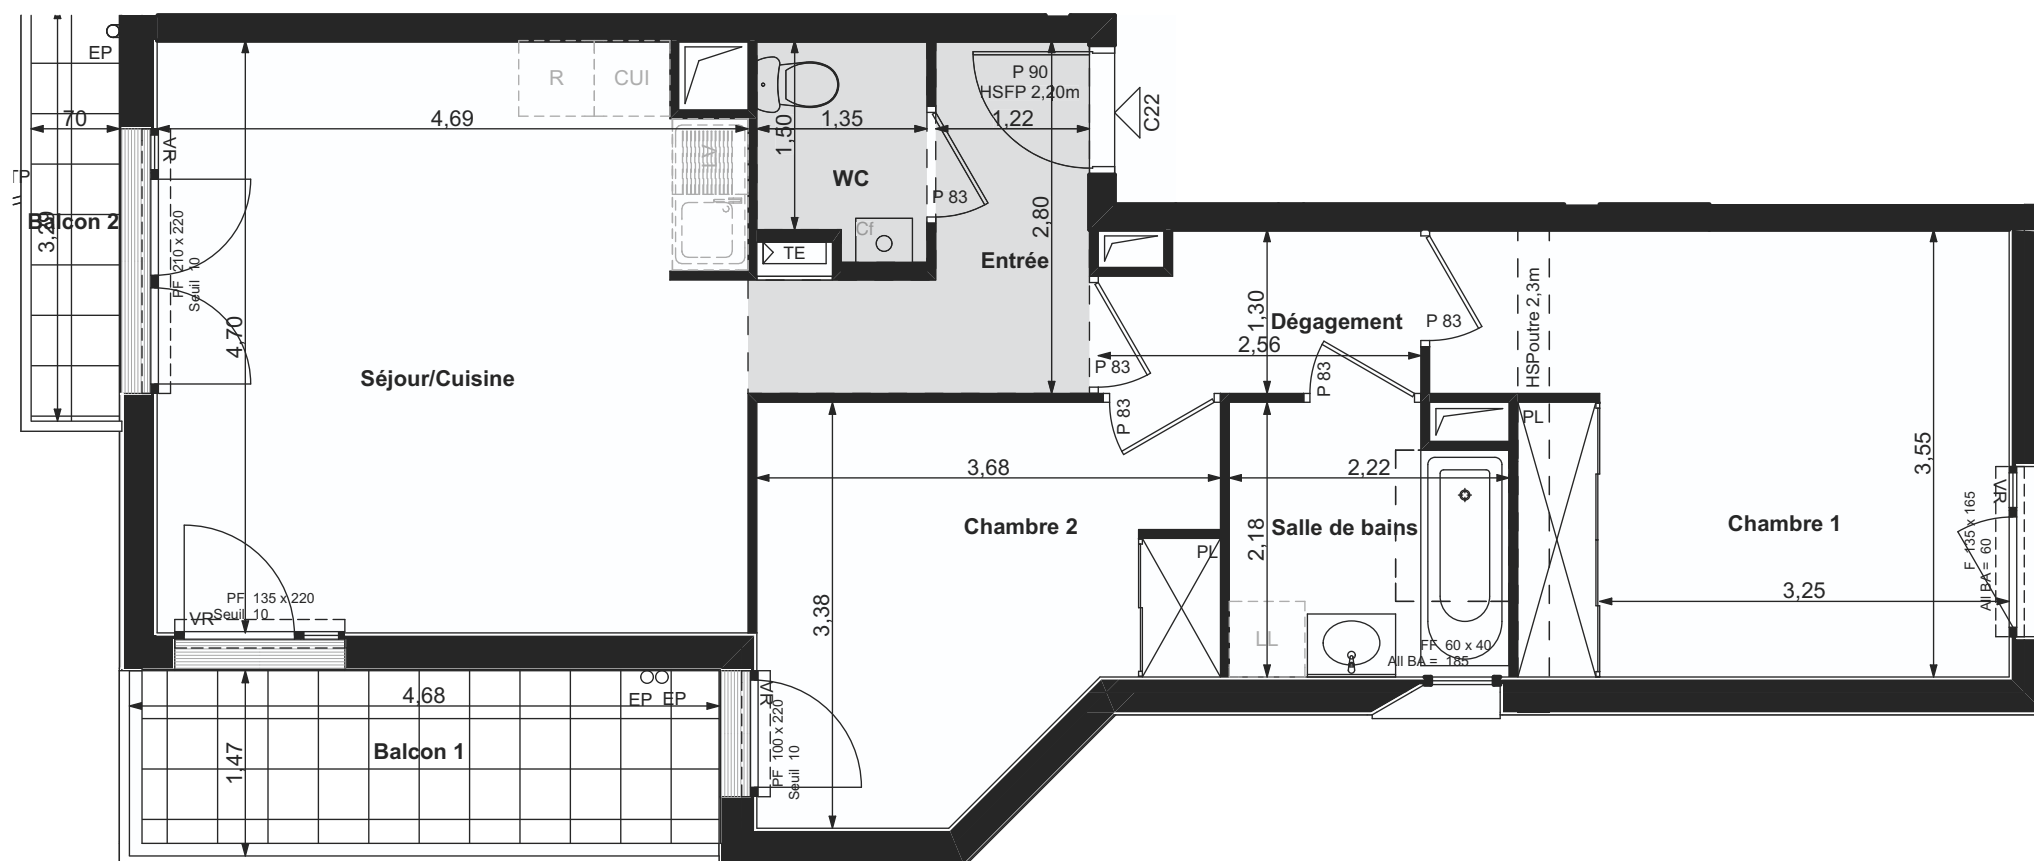 EP
70
VR
Balcon 2
3,20
PF 210 x 220
Seuil 10
4,69
4,70
Séjour/Cuisine
R
CUI
LV
1,50
1,35
WC
Cf
TE
P 83
P 90
HSFP 2,20m
1,22
C22
2,80
Entrée
P 83
P 83
1,30
Dégagement
2,56
P 83
P 83
HSPoutre 2,3m
PL
3,55
VR
F 135 x 165
All BA = 60
Chambre 1
3,25
3,68
Chambre 2
3,38
PL
2,22
Salle de bains
2,18
LL
FF 60 x 40
All BA = 185
PF 135 x 220
Seuil 10
VR
4,68
EP EP
VR
PF 100 x 220
Seuil 10
Balcon 1
1,47